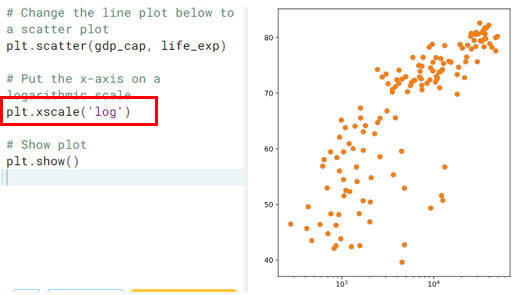 # Change the line plot below to
a scatter plot
plt.scatter(gdp_cap, life_exp)
# Put the x-axis on a
logarithmic scale
plt.xscale('log')
# Show plot
plt.show()
80
70
60
50
40
10³
10⁴